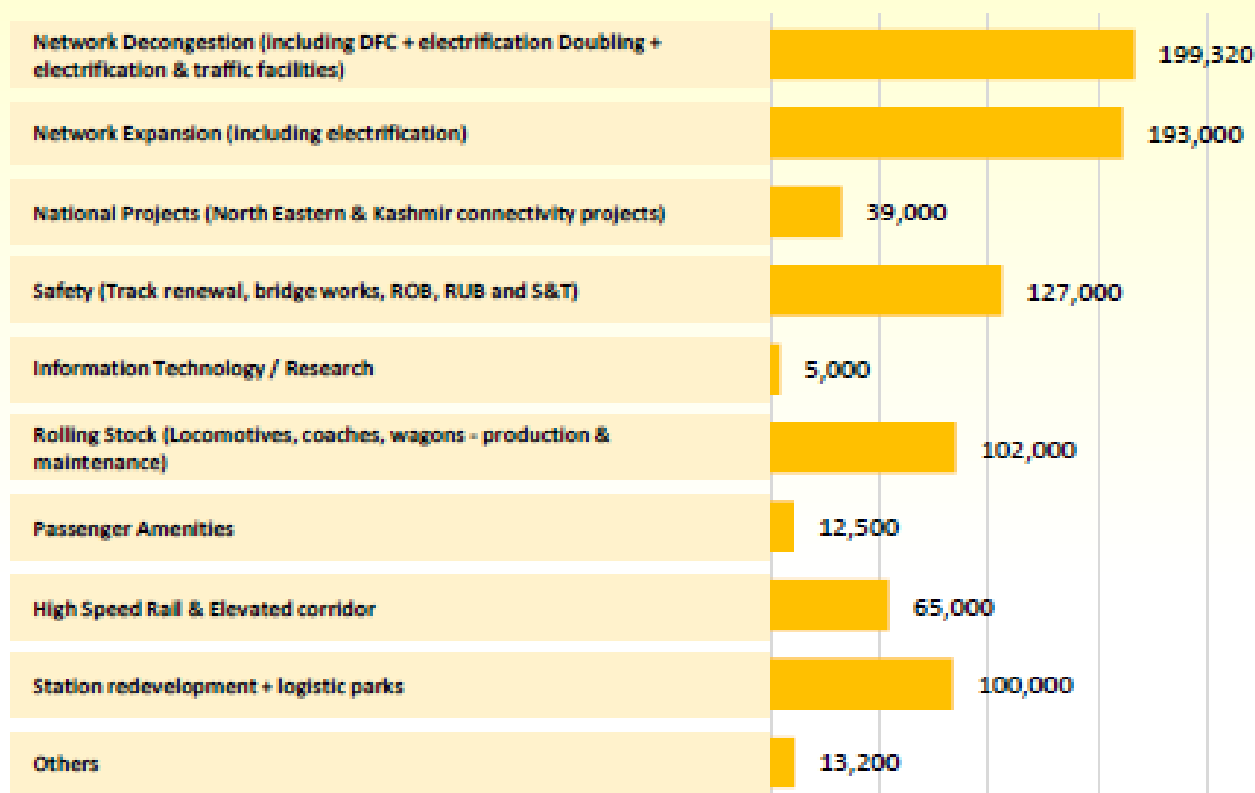 Network Decongestion (including DFC + electrification Doubling +
electrification & traffic facilities)
199,320
Network Expansion (including electrification)
193,000
National Projects (North Eastern & Kashmir connectivity projects)
39,000
Safety (Track renewal, bridge works, ROB, RUB and S&T)
127,000
Information Technology / Research
5,000
Rolling Stock (Locomotives, coaches, wagons - production &
maintenance)
102,000
Passenger Amenities
12,500
High Speed Rail & Elevated corridor
65,000
Station redevelopment + logistic parks
100,000
Others
13,200